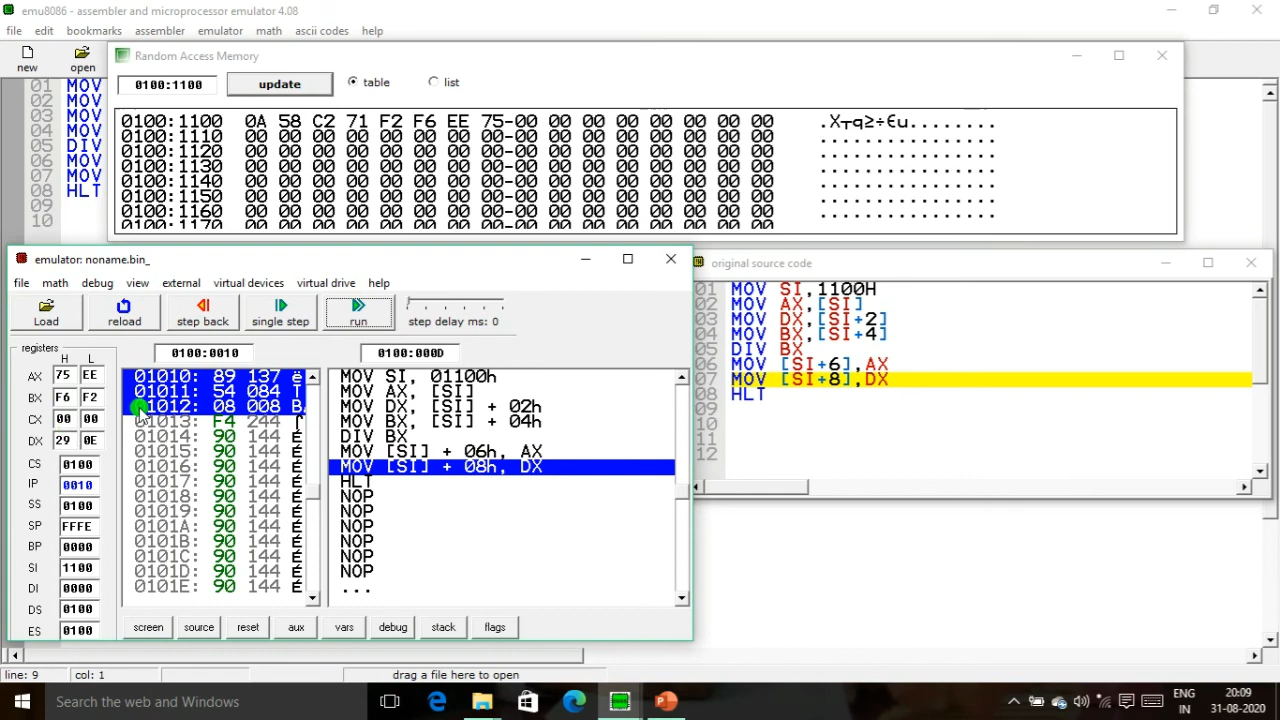 emu8086 - assembler and microprocessor emulator 4.08
file edit bookmarks assembler emulator math ascii codes help
new open
Random Access Memory
0100:1100 update table list
0100:1100 0A 58 C2 71 F2 F6 EE 75-00 00 00 00 00 00 00 00 .X┬q≥÷Єu........
0100:1110 00 00 00 00 00 00 00 00-00 00 00 00 00 00 00 00 ................
0100:1120 00 00 00 00 00 00 00 00-00 00 00 00 00 00 00 00 ................
0100:1130 00 00 00 00 00 00 00 00-00 00 00 00 00 00 00 00 ................
0100:1140 00 00 00 00 00 00 00 00-00 00 00 00 00 00 00 00 ................
0100:1150 00 00 00 00 00 00 00 00-00 00 00 00 00 00 00 00 ................
0100:1160 00 00 00 00 00 00 00 00-00 00 00 00 00 00 00 00 ................
0100:1170 00 00 00 00 00 00 00 00-00 00 00 00 00 00 00 00
01 MOV
02 MOV
03 MOV
04 MOV
05 DIV
06 MOV
07 MOV
08 HLT
09
10
emulator: noname.bin_
file math debug view external virtual devices virtual drive help
Load reload step back single step run step delay ms: 0
registers
H L
AX 75 EE
BX F6 F2
CX 00 00
DX 29 0E
CS 0100
IP 0010
SS 0100
SP FFFE
BP 0000
SI 1100
DI 0000
DS 0100
ES 0100
0100:0010
01010: 89 137 ë
01011: 54 084 T
01012: 08 008 B
01013: F4 244 ⌠
01014: 90 144 É
01015: 90 144 É
01016: 90 144 É
01017: 90 144 É
01018: 90 144 É
01019: 90 144 É
0101A: 90 144 É
0101B: 90 144 É
0101C: 90 144 É
0101D: 90 144 É
0101E: 90 144 É
0100:000D
MOV SI, 01100h
MOV AX, [SI]
MOV DX, [SI] + 02h
MOV BX, [SI] + 04h
DIV BX
MOV [SI] + 06h, AX
MOV [SI] + 08h, DX
HLT
NOP
NOP
NOP
NOP
NOP
NOP
...
screen source reset aux vars debug stack flags
original source code
01 MOV SI,1100H
02 MOV AX,[SI]
03 MOV DX,[SI+2]
04 MOV BX,[SI+4]
05 DIV BX
06 MOV [SI+6],AX
07 MOV [SI+8],DX
08 HLT
09
10
11
12
line: 9 col: 1 drag a file here to open
Search the web and Windows
ENG 20:09
IN 31-08-2020